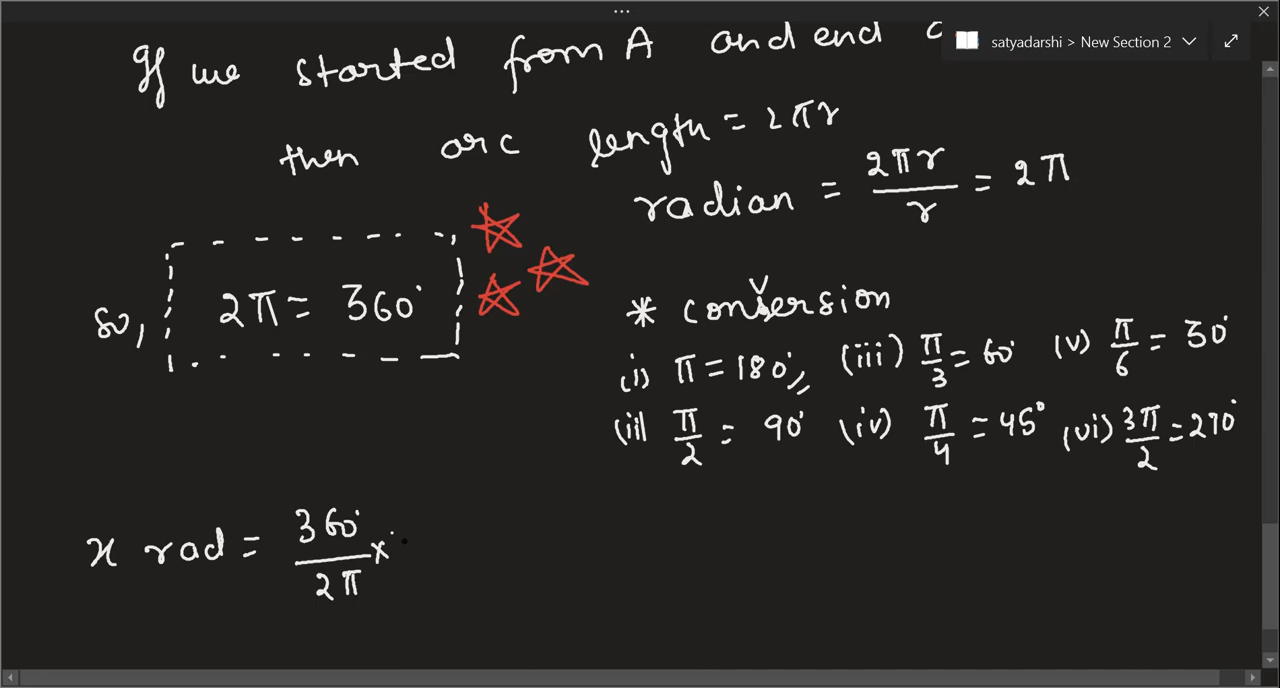 If we started from A and end
satyadarshi > New Section 2
then arc length = 2πr
radian = 2πr/r = 2π
so, 2π = 360°
* conversion
(i) π = 180°, (iii) π/3 = 60° (v) π/6 = 30°
(ii) π/2 = 90° (iv) π/4 = 45° (vi) 3π/2 = 270°
x rad = 360°/2π ×